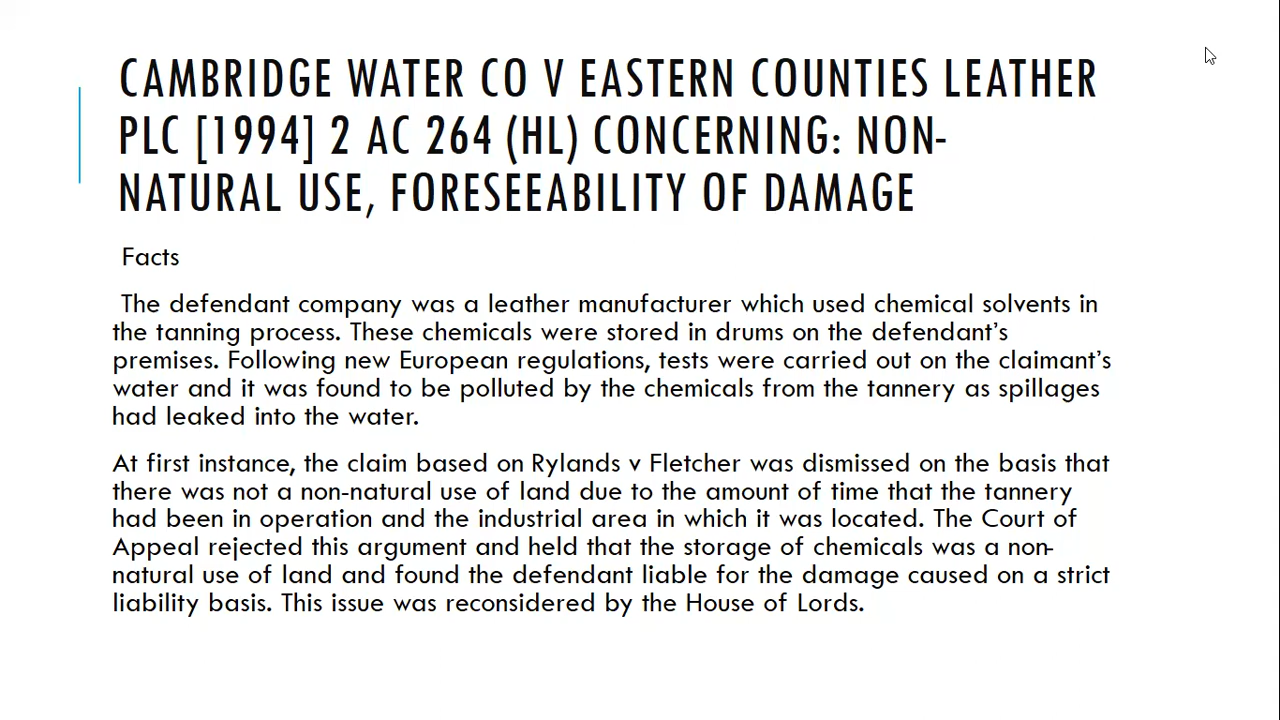 CAMBRIDGE WATER CO V EASTERN COUNTIES LEATHER
PLC [1994] 2 AC 264 (HL) CONCERNING: NON-
NATURAL USE, FORESEEABILITY OF DAMAGE
Facts
The defendant company was a leather manufacturer which used chemical solvents in
the tanning process. These chemicals were stored in drums on the defendant’s
premises. Following new European regulations, tests were carried out on the claimant’s
water and it was found to be polluted by the chemicals from the tannery as spillages
had leaked into the water.
At first instance, the claim based on Rylands v Fletcher was dismissed on the basis that
there was not a non-natural use of land due to the amount of time that the tannery
had been in operation and the industrial area in which it was located. The Court of
Appeal rejected this argument and held that the storage of chemicals was a non-
natural use of land and found the defendant liable for the damage caused on a strict
liability basis. This issue was reconsidered by the House of Lords.